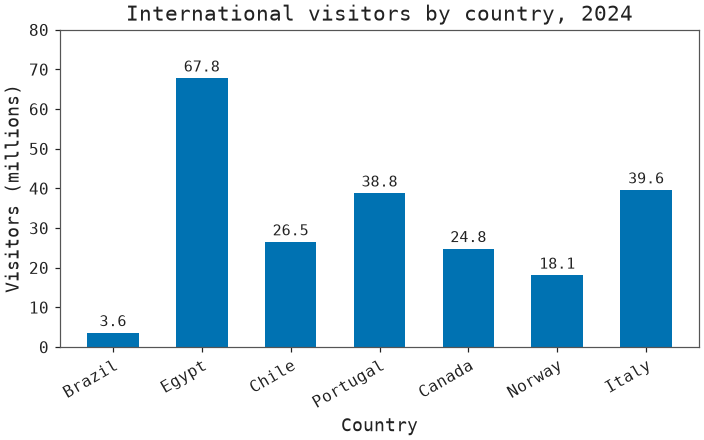 International visitors by country, 2024
Visitors (millions)
80
70
60
50
40
30
20
10
0
3.6
67.8
26.5
38.8
24.8
18.1
39.6
Brazil
Egypt
Chile
Portugal
Canada
Norway
Italy
Country